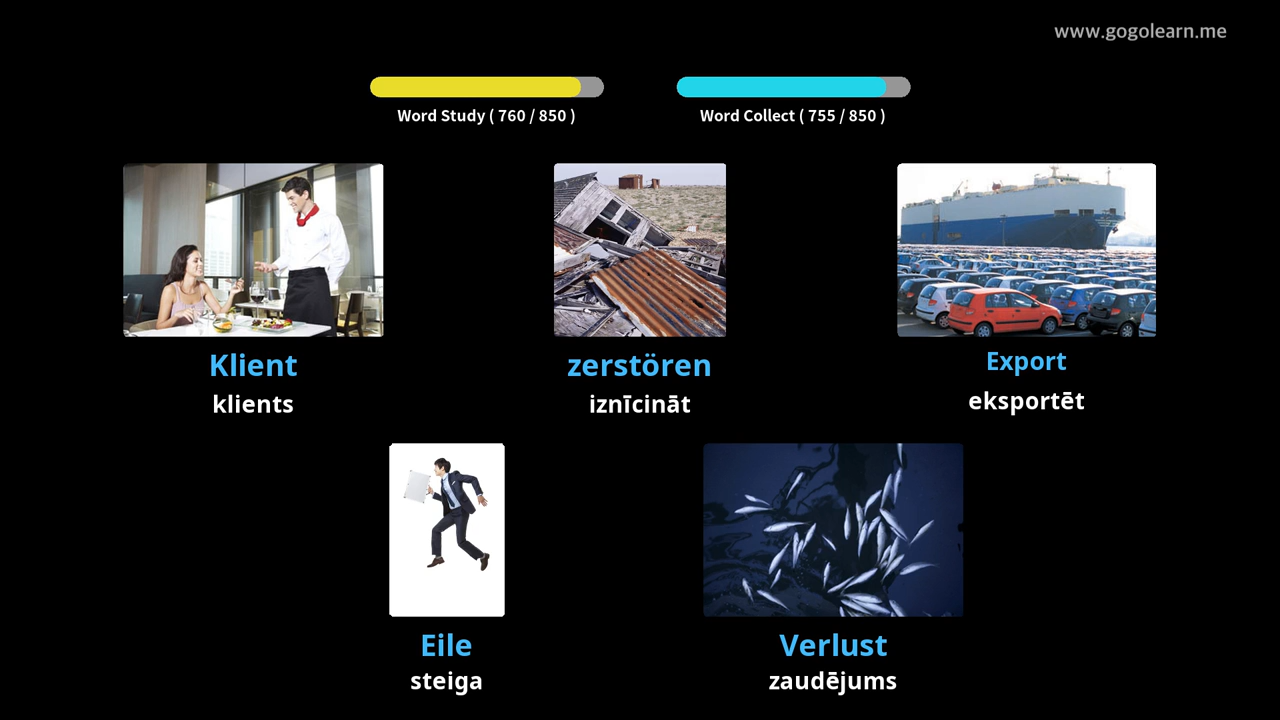 www.gogolearn.me
Word Study ( 760 / 850 )
Word Collect ( 755 / 850 )
Klient
klients
zerstören
iznīcināt
Export
eksportēt
Eile
steiga
Verlust
zaudējums